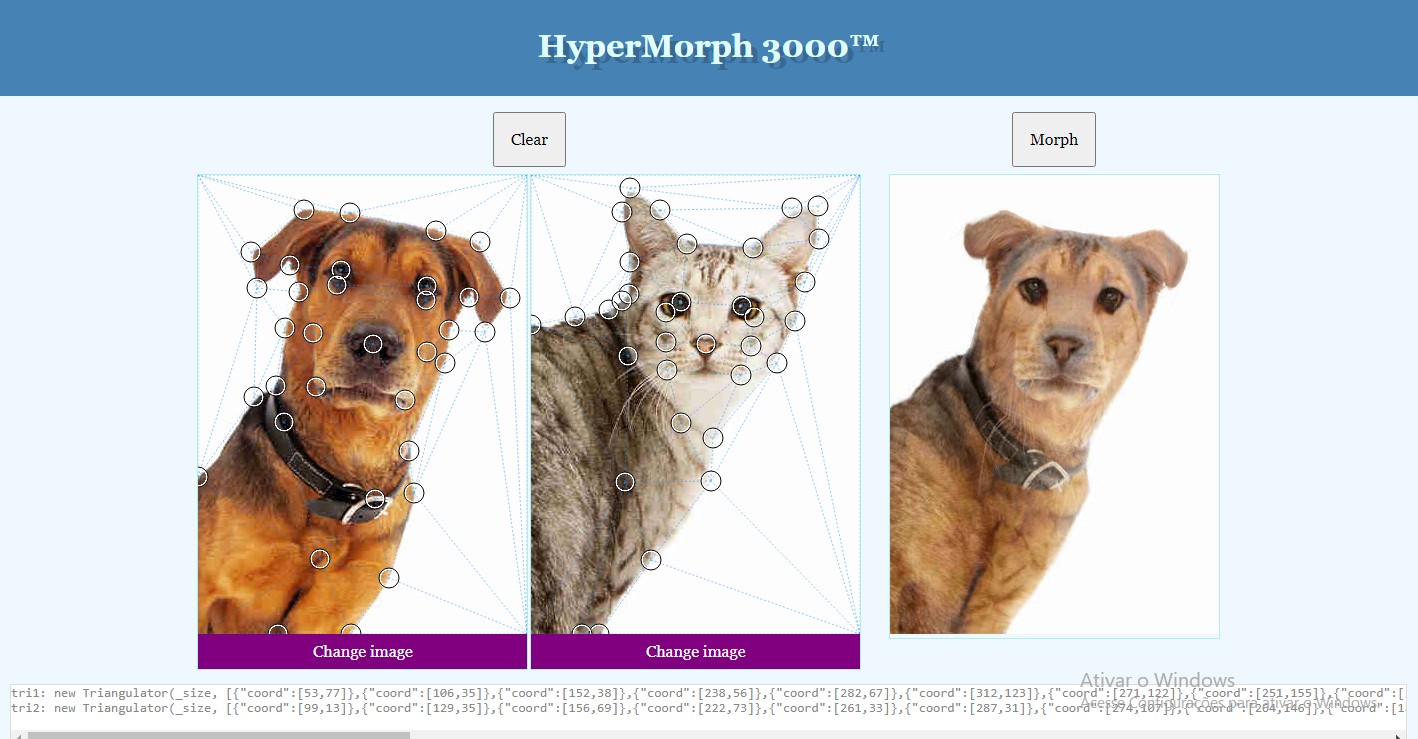 HyperMorph 3000™
Clear
Morph
Change image
Change image
Ativar o Windows
Acesse Configurações para ativar o Windows.
tri1: new Triangulator(_size, [{"coord":[53,77]},{"coord":[106,35]},{"coord":[152,38]},{"coord":[238,56]},{"coord":[282,67]},{"coord":[312,123]},{"coord":[271,122]},{"coord":[251,155]},{"coord":[
tri2: new Triangulator(_size, [{"coord":[99,13]},{"coord":[129,35]},{"coord":[156,69]},{"coord":[222,73]},{"coord":[261,33]},{"coord":[287,31]},{"coord":[274,107]},{"coord":[264,146]},{"coord":[1